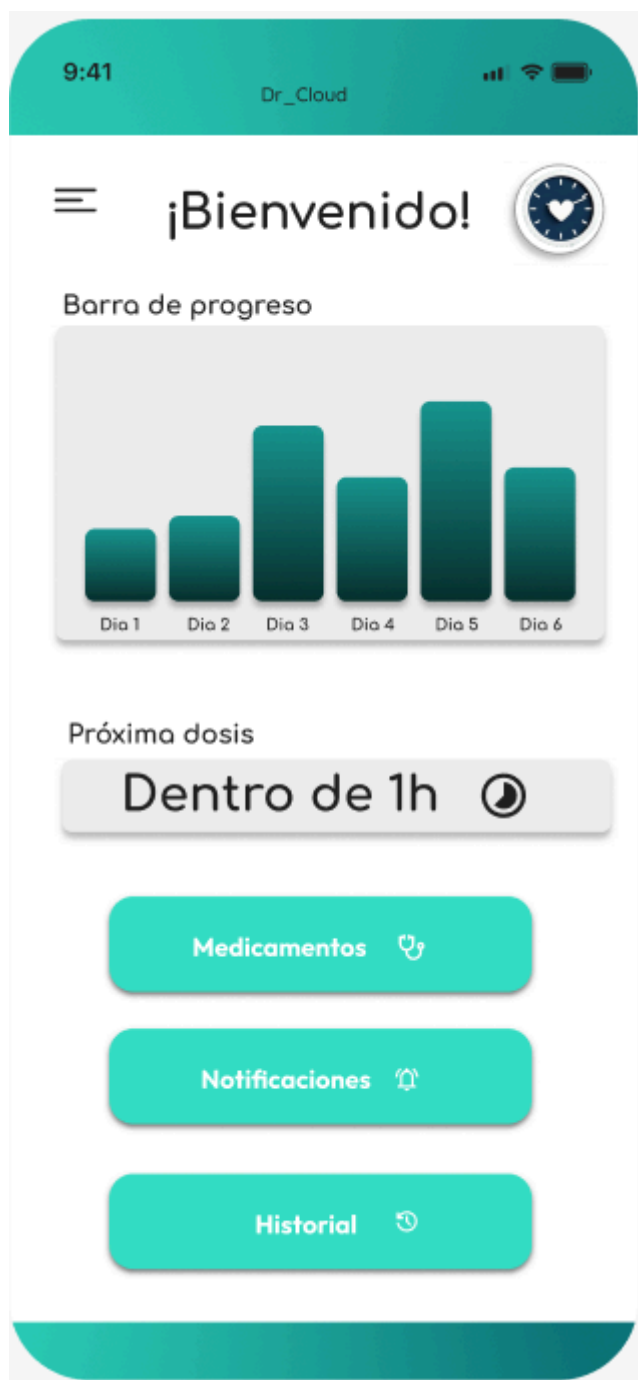 9:41
Dr_Cloud
¡Bienvenido!
Barra de progreso
Dia 1 Dia 2 Dia 3 Dia 4 Dia 5 Dia 6
Próxima dosis
Dentro de 1h
Medicamentos
Notificaciones
Historial